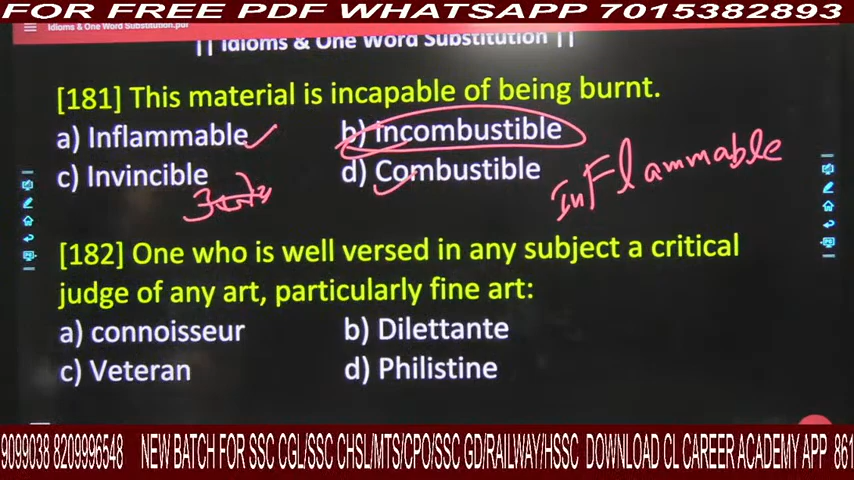 FOR FREE PDF WHATSAPP 7015382893
Idioms & One Word Substitution.pdf
|| Idioms & One Word Substitution ||
[181] This material is incapable of being burnt.
a) Inflammable b) Incombustible
c) Invincible d) Combustible
InFlammable
[182] One who is well versed in any subject a critical
judge of any art, particularly fine art:
a) connoisseur b) Dilettante
c) Veteran d) Philistine
9099038 8209996548 NEW BATCH FOR SSC CGL/SSC CHSL/MTS/CPO/SSC GD/RAILWAY/HSSC DOWNLOAD CL CAREER ACADEMY APP 861